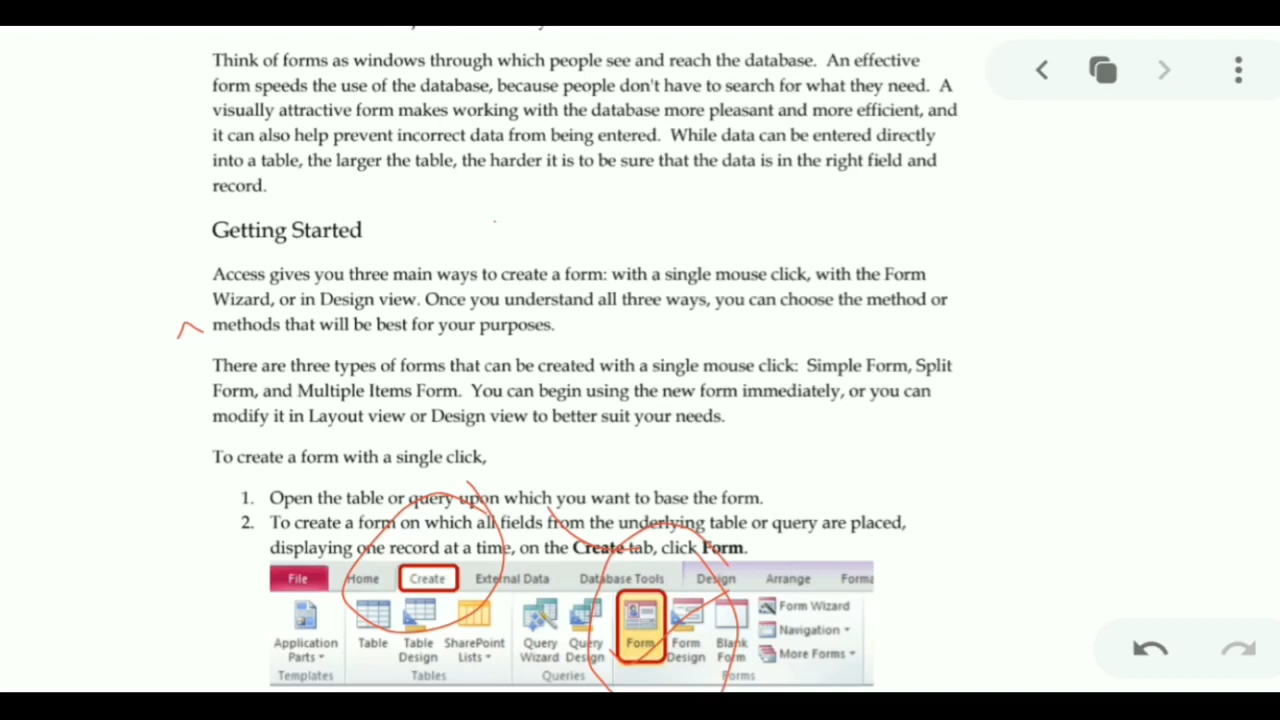 Think of forms as windows through which people see and reach the database. An effective
form speeds the use of the database, because people don't have to search for what they need. A
visually attractive form makes working with the database more pleasant and more efficient, and
it can also help prevent incorrect data from being entered. While data can be entered directly
into a table, the larger the table, the harder it is to be sure that the data is in the right field and
record.
Getting Started
Access gives you three main ways to create a form: with a single mouse click, with the Form
Wizard, or in Design view. Once you understand all three ways, you can choose the method or
methods that will be best for your purposes.
There are three types of forms that can be created with a single mouse click: Simple Form, Split
Form, and Multiple Items Form. You can begin using the new form immediately, or you can
modify it in Layout view or Design view to better suit your needs.
To create a form with a single click,
1. Open the table or query upon which you want to base the form.
2. To create a form on which all fields from the underlying table or query are placed,
displaying one record at a time, on the Create tab, click Form.
File Home Create External Data Database Tools Design Arrange Forma
Application Parts Table Table Design SharePoint Lists Query Wizard Query Design Form Form Design Blank Form Form Wizard
Navigation
More Forms
Templates Tables Queries Forms